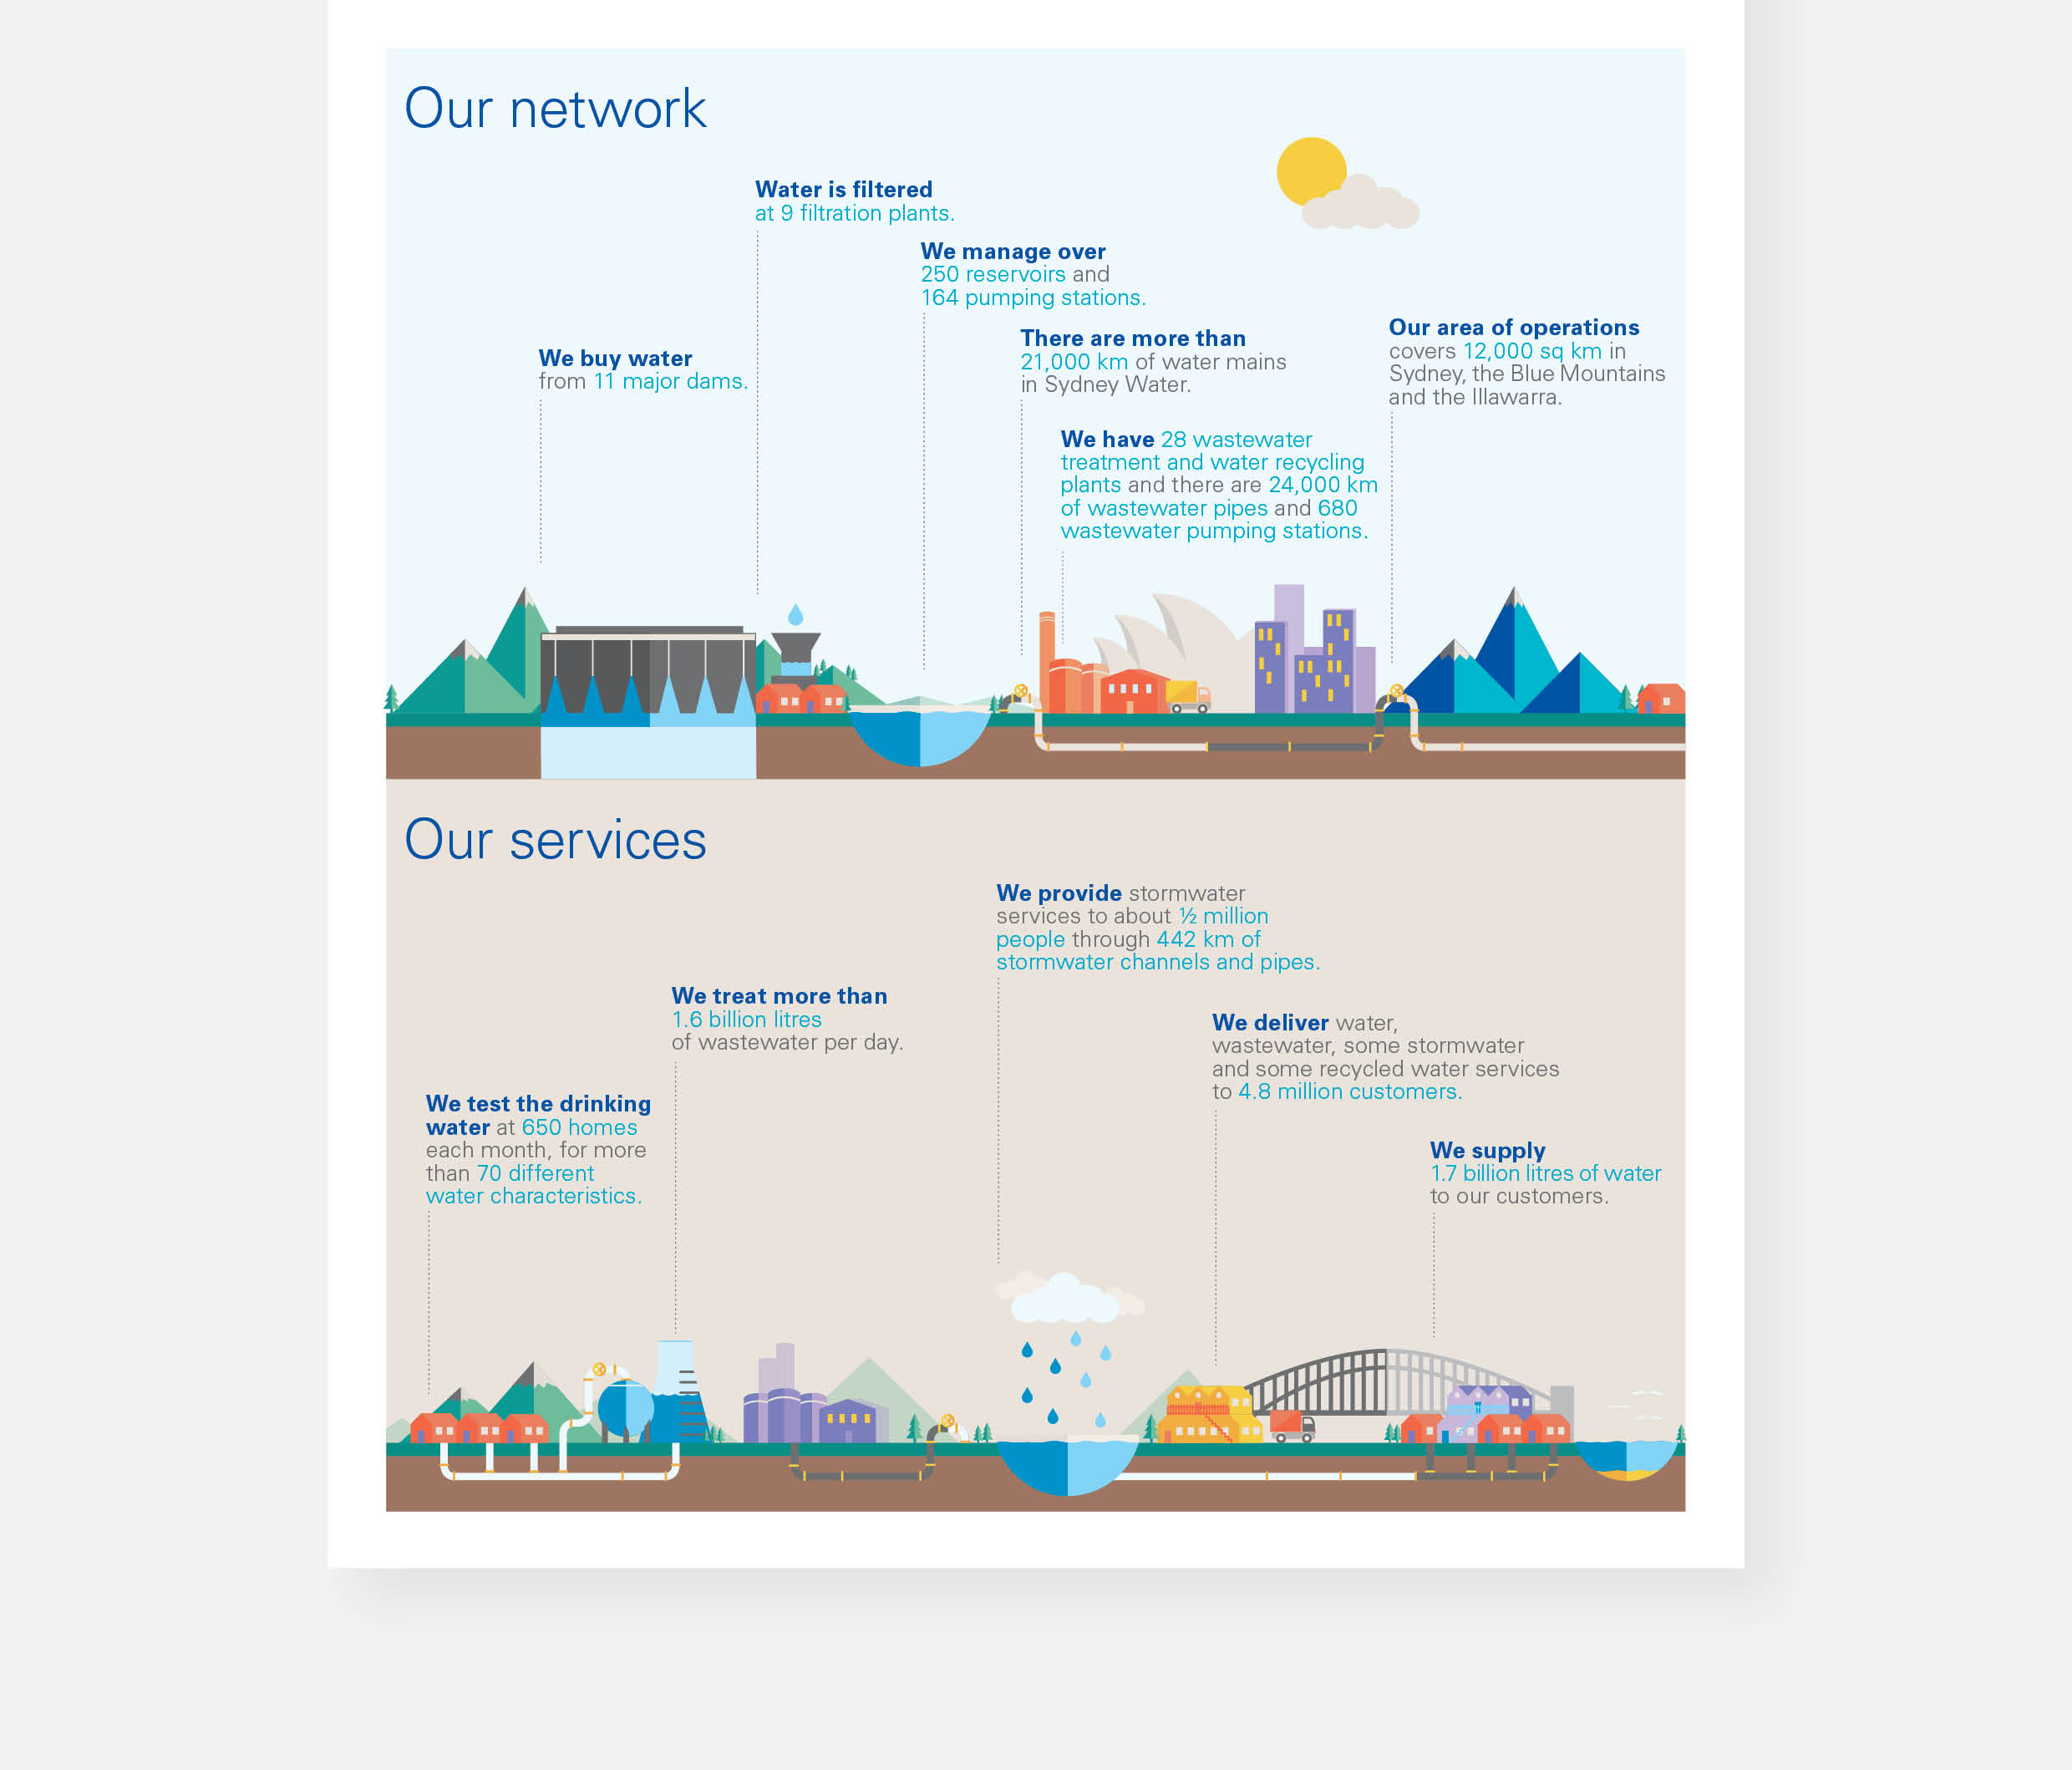 Our network
Water is filtered
at 9 filtration plants.
We manage over
250 reservoirs and
164 pumping stations.
We buy water
from 11 major dams.
There are more than
21,000 km of water mains
in Sydney Water.
Our area of operations
covers 12,000 sq km in
Sydney, the Blue Mountains
and the Illawarra.
We have 28 wastewater
treatment and water recycling
plants and there are 24,000 km
of wastewater pipes and 680
wastewater pumping stations.
Our services
We provide stormwater
services to about ½ million
people through 442 km of
stormwater channels and pipes.
We treat more than
1.6 billion litres
of wastewater per day.
We deliver water,
wastewater, some stormwater
and some recycled water services
to 4.8 million customers.
We test the drinking
water at 650 homes
each month, for more
than 70 different
water characteristics.
We supply
1.7 billion litres of water
to our customers.